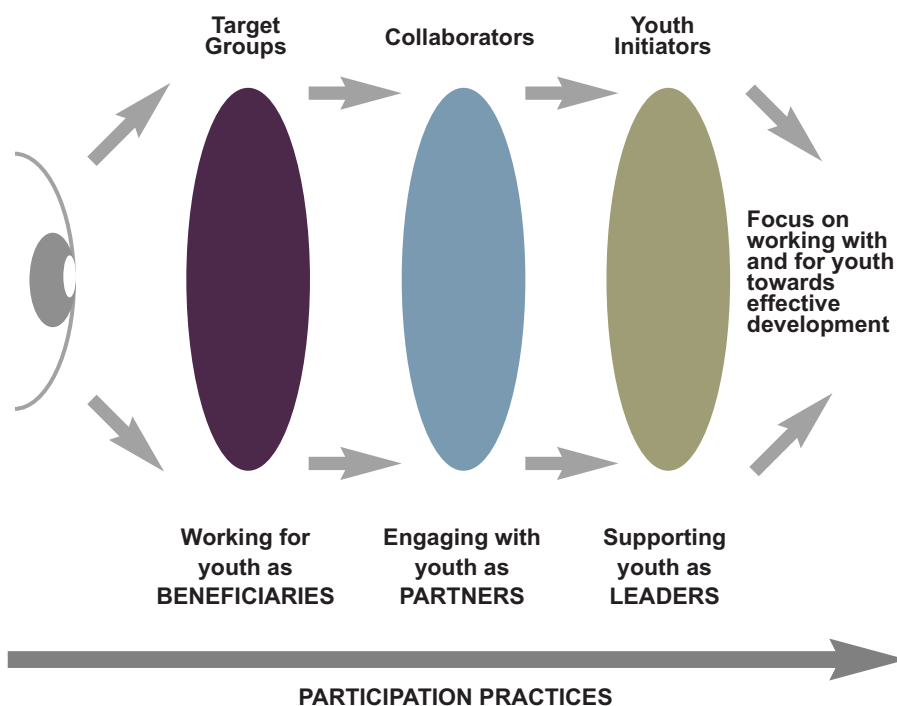 Target
Groups
Collaborators
Youth
Initiators
Focus on
working with
and for youth
towards
effective
development
Working for
youth as
BENEFICIARIES
Engaging with
youth as
PARTNERS
Supporting
youth as
LEADERS
PARTICIPATION PRACTICES